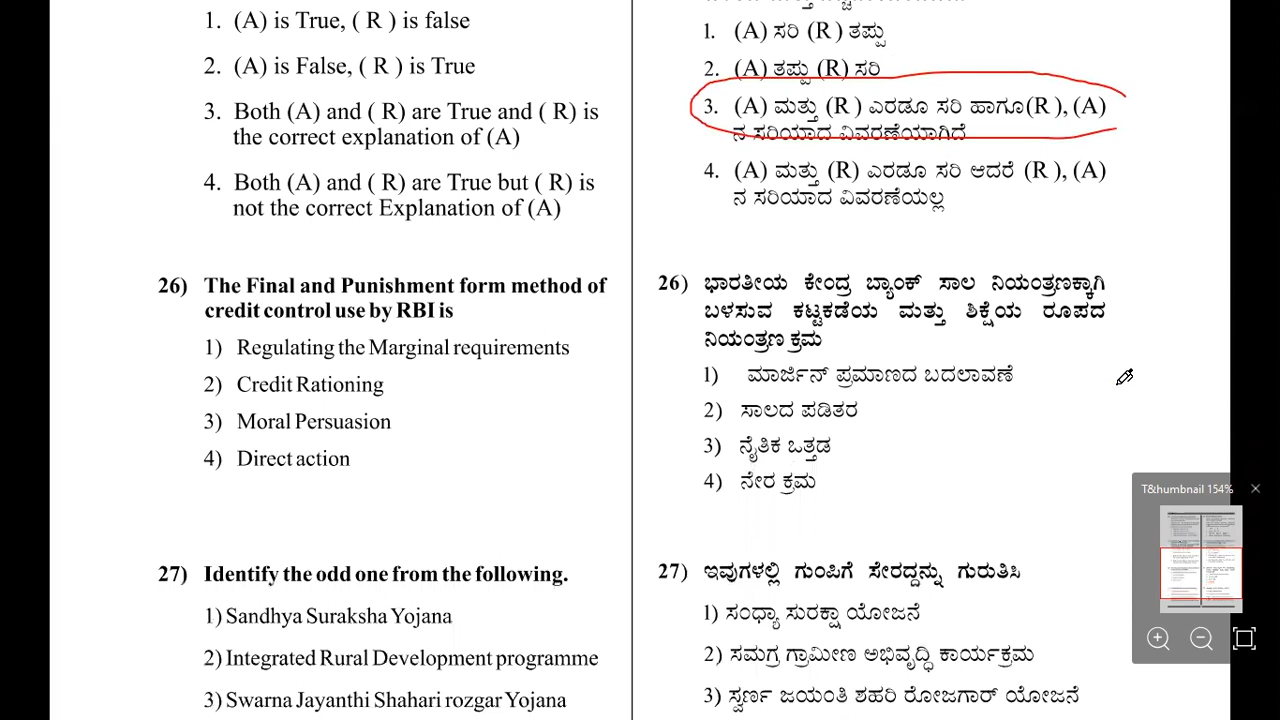 1. (A) is True, ( R ) is false
2. (A) is False, ( R ) is True
3. Both (A) and ( R) are True and ( R) is
the correct explanation of (A)
4. Both (A) and ( R) are True but ( R) is
not the correct Explanation of (A)
26) The Final and Punishment form method of
credit control use by RBI is
1) Regulating the Marginal requirements
2) Credit Rationing
3) Moral Persuasion
4) Direct action
27) Identify the odd one from the following.
1) Sandhya Suraksha Yojana
2) Integrated Rural Development programme
3) Swarna Jayanthi Shahari rozgar Yojana
1. (A) ಸರಿ (R ) ತಪ್ಪು
2. (A) ತಪ್ಪು (R) ಸರಿ
3. (A) ಮತ್ತು (R ) ಎರಡೂ ಸರಿ ಹಾಗೂ(R ), (A)
ನ ಸರಿಯಾದ ವಿವರಣೆಯಾಗಿದೆ
4. (A) ಮತ್ತು (R) ಎರಡೂ ಸರಿ ಆದರೆ (R ), (A)
ನ ಸರಿಯಾದ ವಿವರಣೆಯಲ್ಲ
26) ಭಾರತೀಯ ಕೇಂದ್ರ ಬ್ಯಾಂಕ್ ಸಾಲ ನಿಯಂತ್ರಣಕ್ಕಾಗಿ
ಬಳಸುವ ಕಟ್ಟಕಡೆಯ ಮತ್ತು ಶಿಕ್ಷೆಯ ರೂಪದ
ನಿಯಂತ್ರಣ ಕ್ರಮ
1) ಮಾರ್ಜಿನ್ ಪ್ರಮಾಣದ ಬದಲಾವಣೆ
2) ಸಾಲದ ಪಡಿತರ
3) ನೈತಿಕ ಒತ್ತಡ
4) ನೇರ ಕ್ರಮ
27) ಇವುಗಳಲ್ಲಿ ಗುಂಪಿಗೆ ಸೇರದ್ದನ್ನು ಗುರುತಿಸಿ
1) ಸಂಧ್ಯಾ ಸುರಕ್ಷಾ ಯೋಜನೆ
2) ಸಮಗ್ರ ಗ್ರಾಮೀಣ ಅಭಿವೃದ್ಧಿ ಕಾರ್ಯಕ್ರಮ
3) ಸ್ವರ್ಣ ಜಯಂತಿ ಶಹರಿ ರೋಜಗಾರ್ ಯೋಜನೆ
T&humbnail 154%